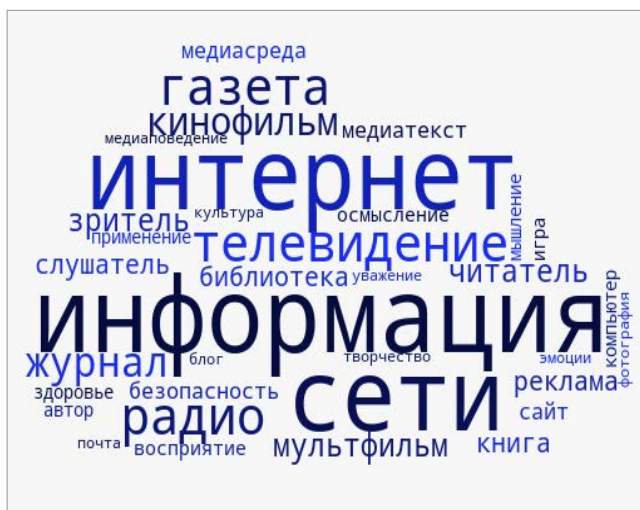 медиасреда
газета
кинофильм медиатекст
медиаповедение
интернет
зритель культура осмысление
мышление
игра
применение телевидение
слушатель библиотека уважение читатель
информация
компьютер
фотография
журнал блог творчество эмоции
здоровье безопасность сети реклама
автор радио сайт
почта восприятие мультфильм книга